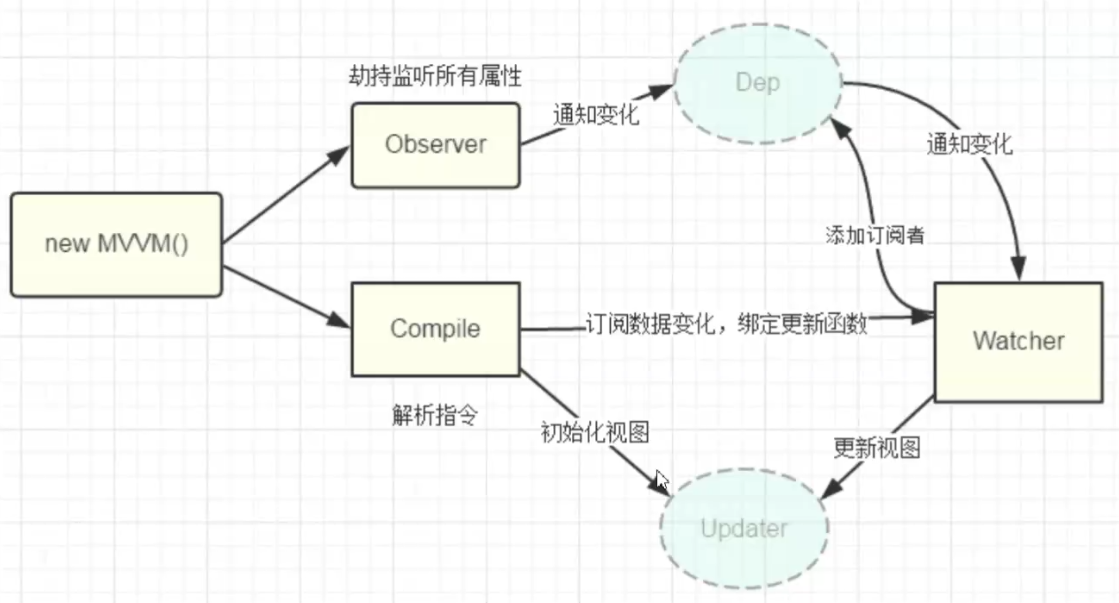 劫持监听所有属性
Observer
通知变化
Dep
通知变化
new MVVM()
添加订阅者
Compile
订阅数据变化，绑定更新函数
Watcher
解析指令
初始化视图
更新视图
Updater